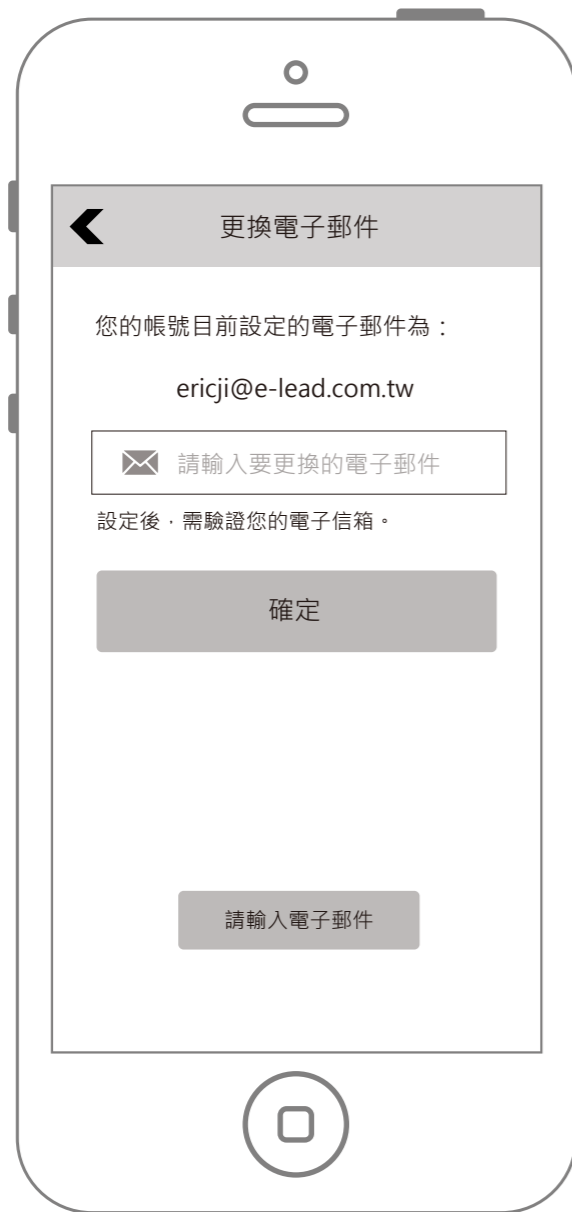 更換電子郵件
您的帳號目前設定的電子郵件為：
ericji@e-lead.com.tw
請輸入要更換的電子郵件
設定後，需驗證您的電子信箱。
確定
請輸入電子郵件